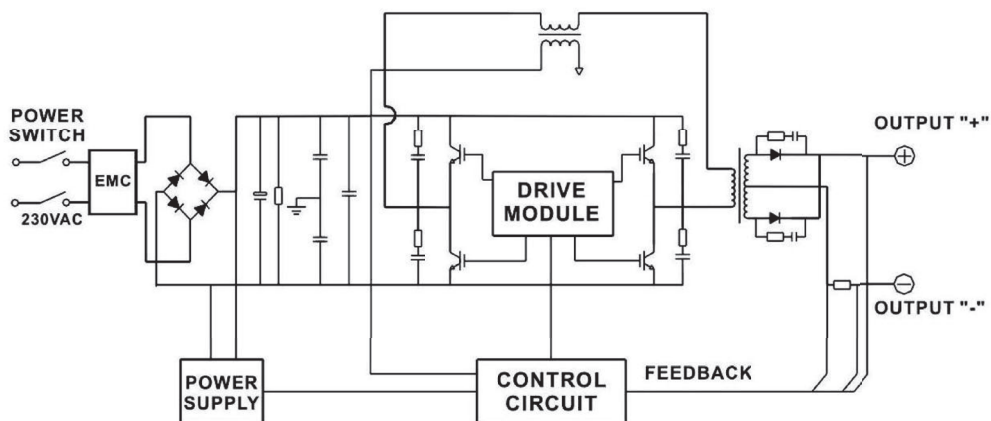 POWER
SWITCH
EMC
230VAC
DRIVE
MODULE
OUTPUT "+"
OUTPUT "-"
POWER
SUPPLY
CONTROL
CIRCUIT
FEEDBACK